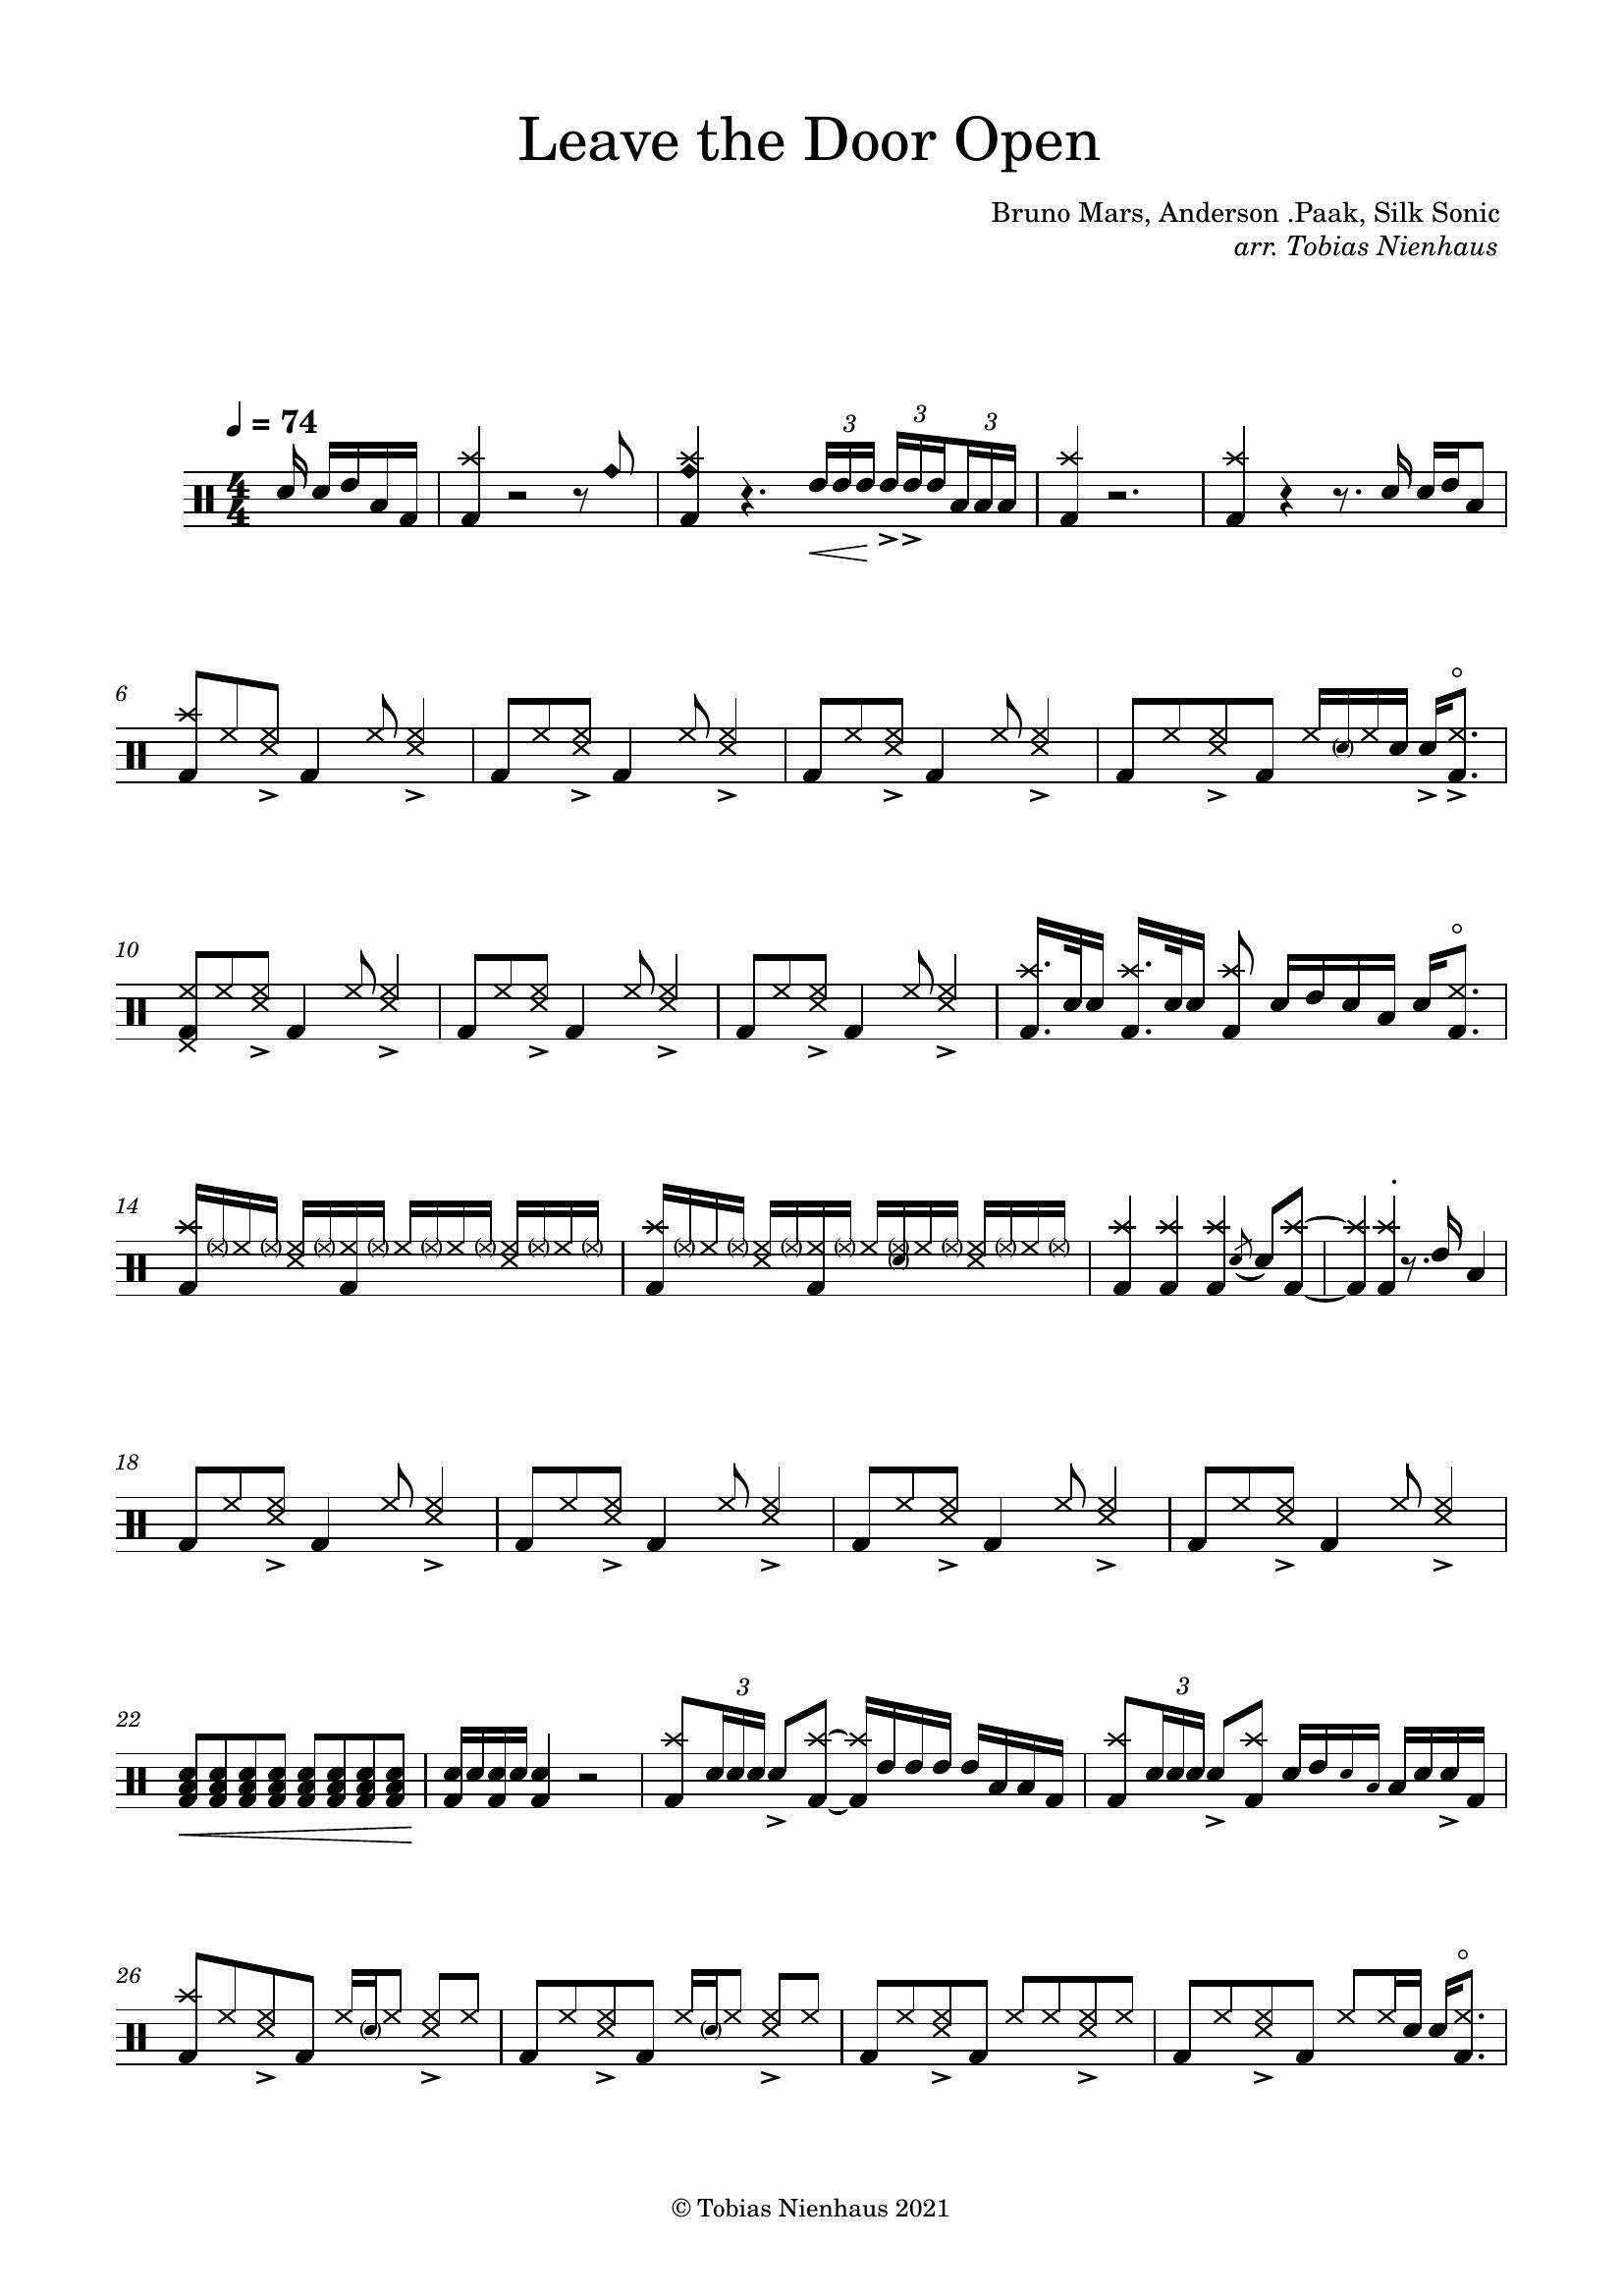 Leave the Door Open
Bruno Mars, Anderson .Paak, Silk Sonic
arr. Tobias Nienhaus
= 74
4
4
3 3 3
6
10
14
18
22
3 3
26
© Tobias Nienhaus 2021